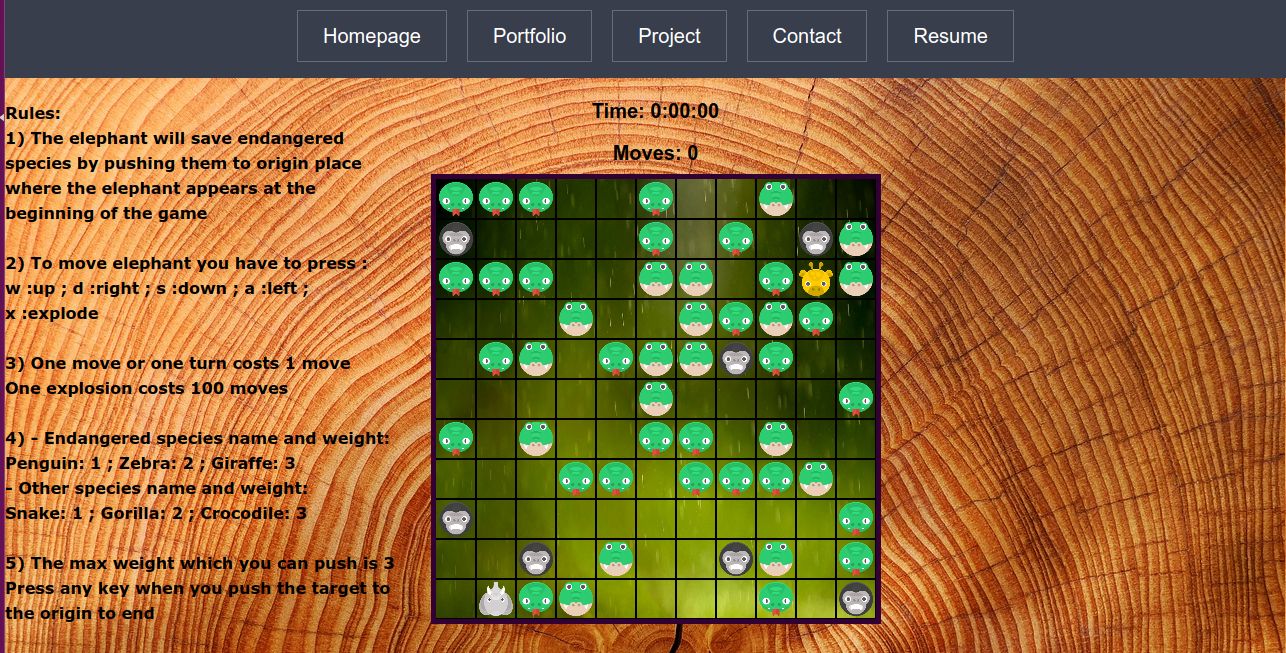 Homepage
Portfolio
Project
Contact
Resume
Time: 0:00:00
Moves: 0
Rules:
1) The elephant will save endangered
species by pushing them to origin place
where the elephant appears at the
beginning of the game
2) To move elephant you have to press :
w :up ; d :right ; s :down ; a :left ;
x :explode
3) One move or one turn costs 1 move
One explosion costs 100 moves
4) - Endangered species name and weight:
Penguin: 1 ; Zebra: 2 ; Giraffe: 3
- Other species name and weight:
Snake: 1 ; Gorilla: 2 ; Crocodile: 3
5) The max weight which you can push is 3
Press any key when you push the target to
the origin to end